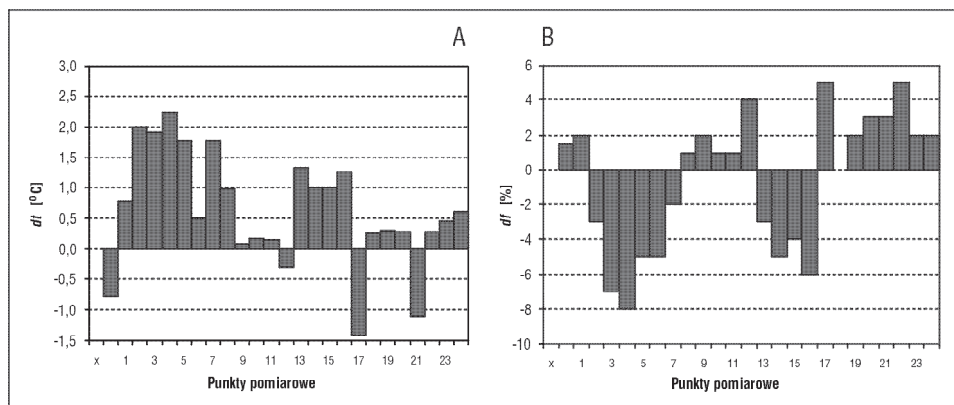 A
3,0
2,5
2,0
1,5
1,0
0,5
0,0
-0,5
-1,0
-1,5
dt [°C]
x 1 3 5 7 9 11 13 15 17 19 21 23
Punkty pomiarowe
B
6
4
2
0
-2
-4
-6
-8
-10
df [%]
x 1 3 5 7 9 11 13 15 17 19 21 23
Punkty pomiarowe